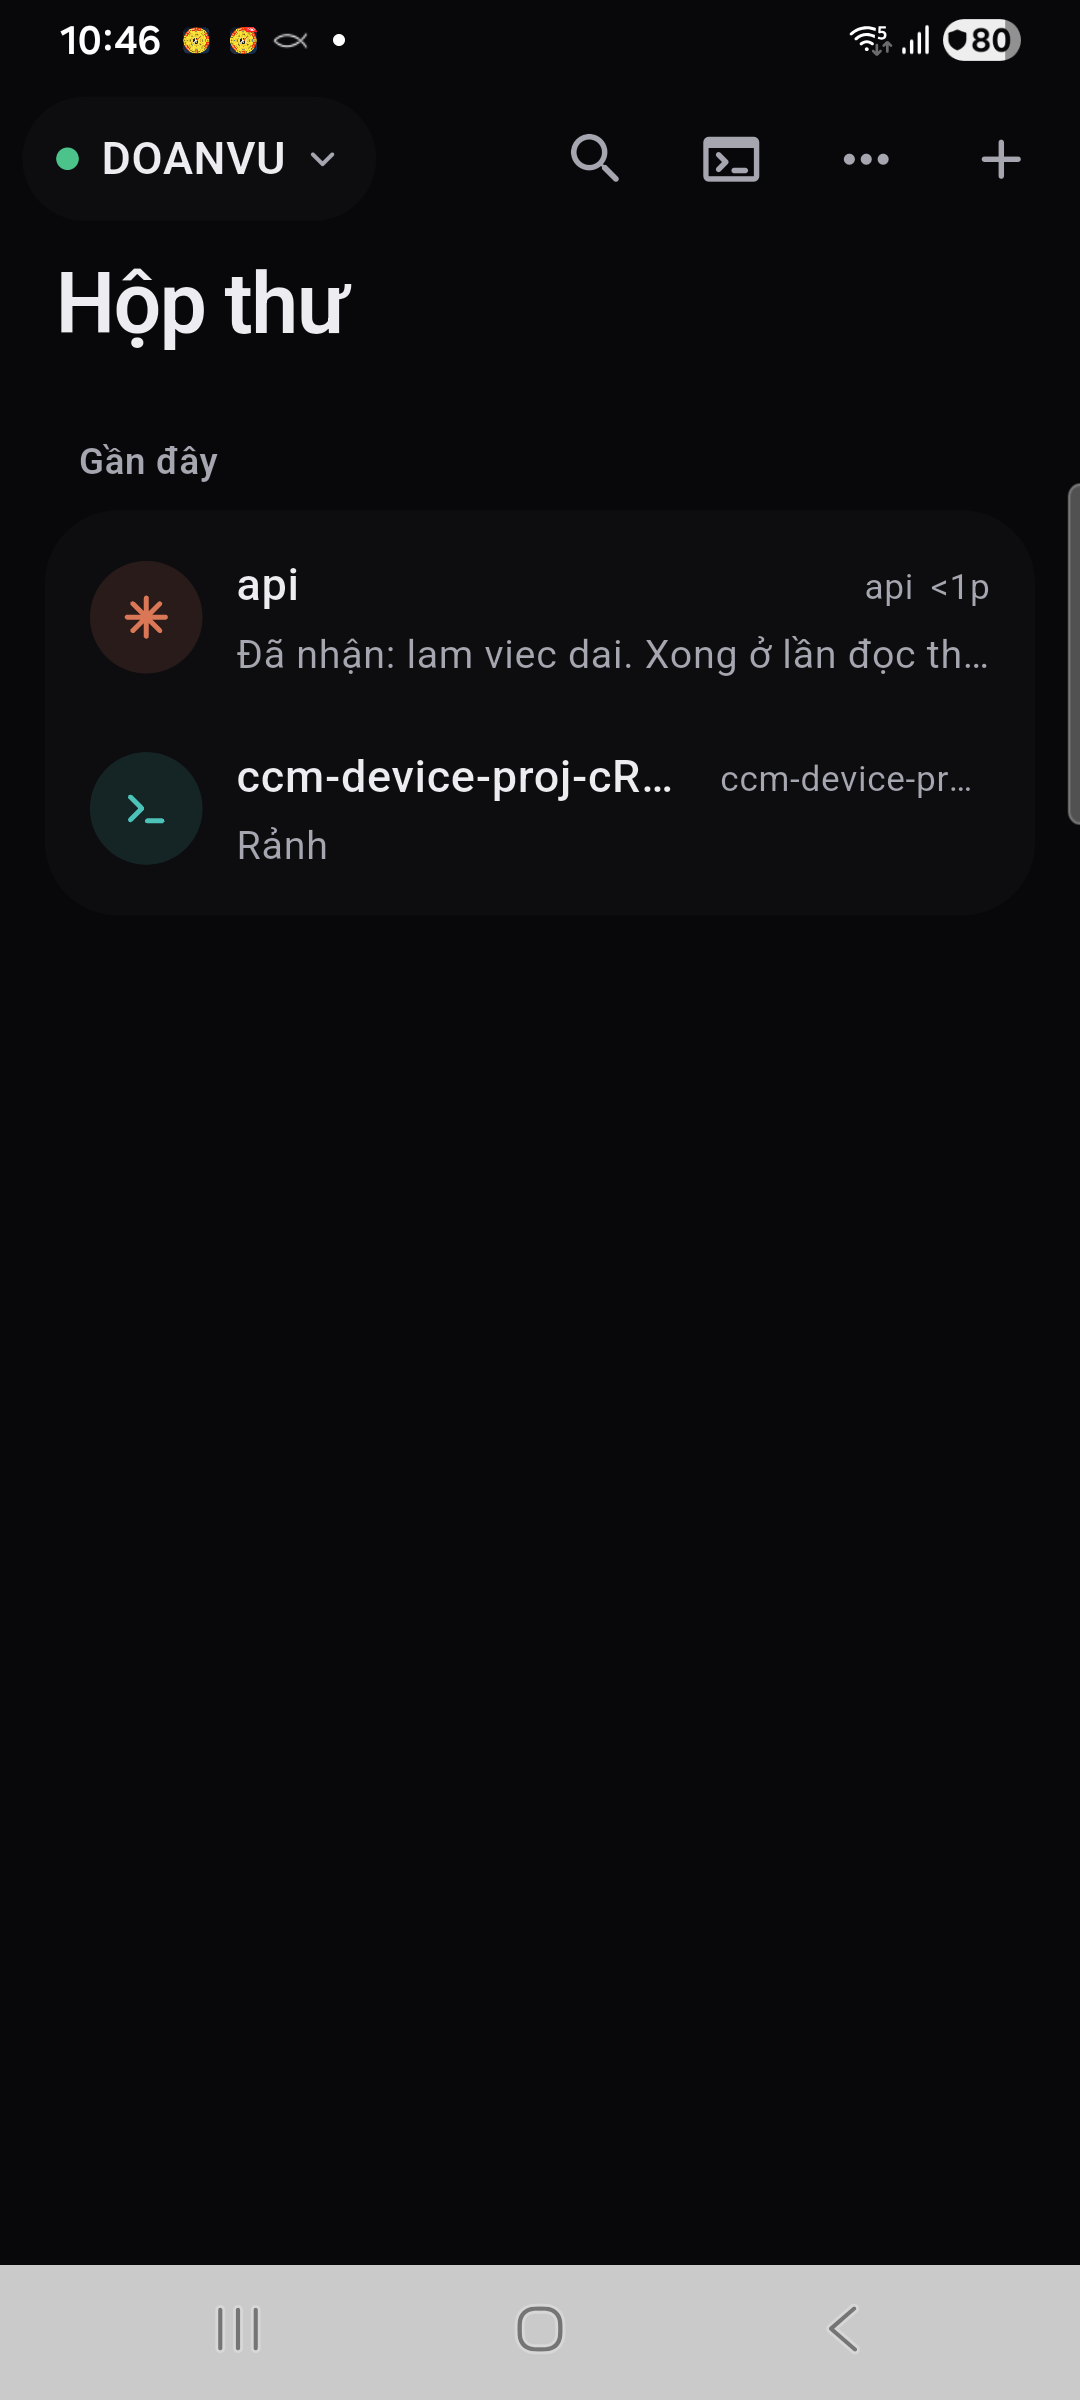 10:46
5
80
DOANVU
Hộp thư
Gần đây
api
api <1p
Đã nhận: lam viec dai. Xong ở lần đọc th...
ccm-device-proj-cR...
ccm-device-pr...
Rảnh